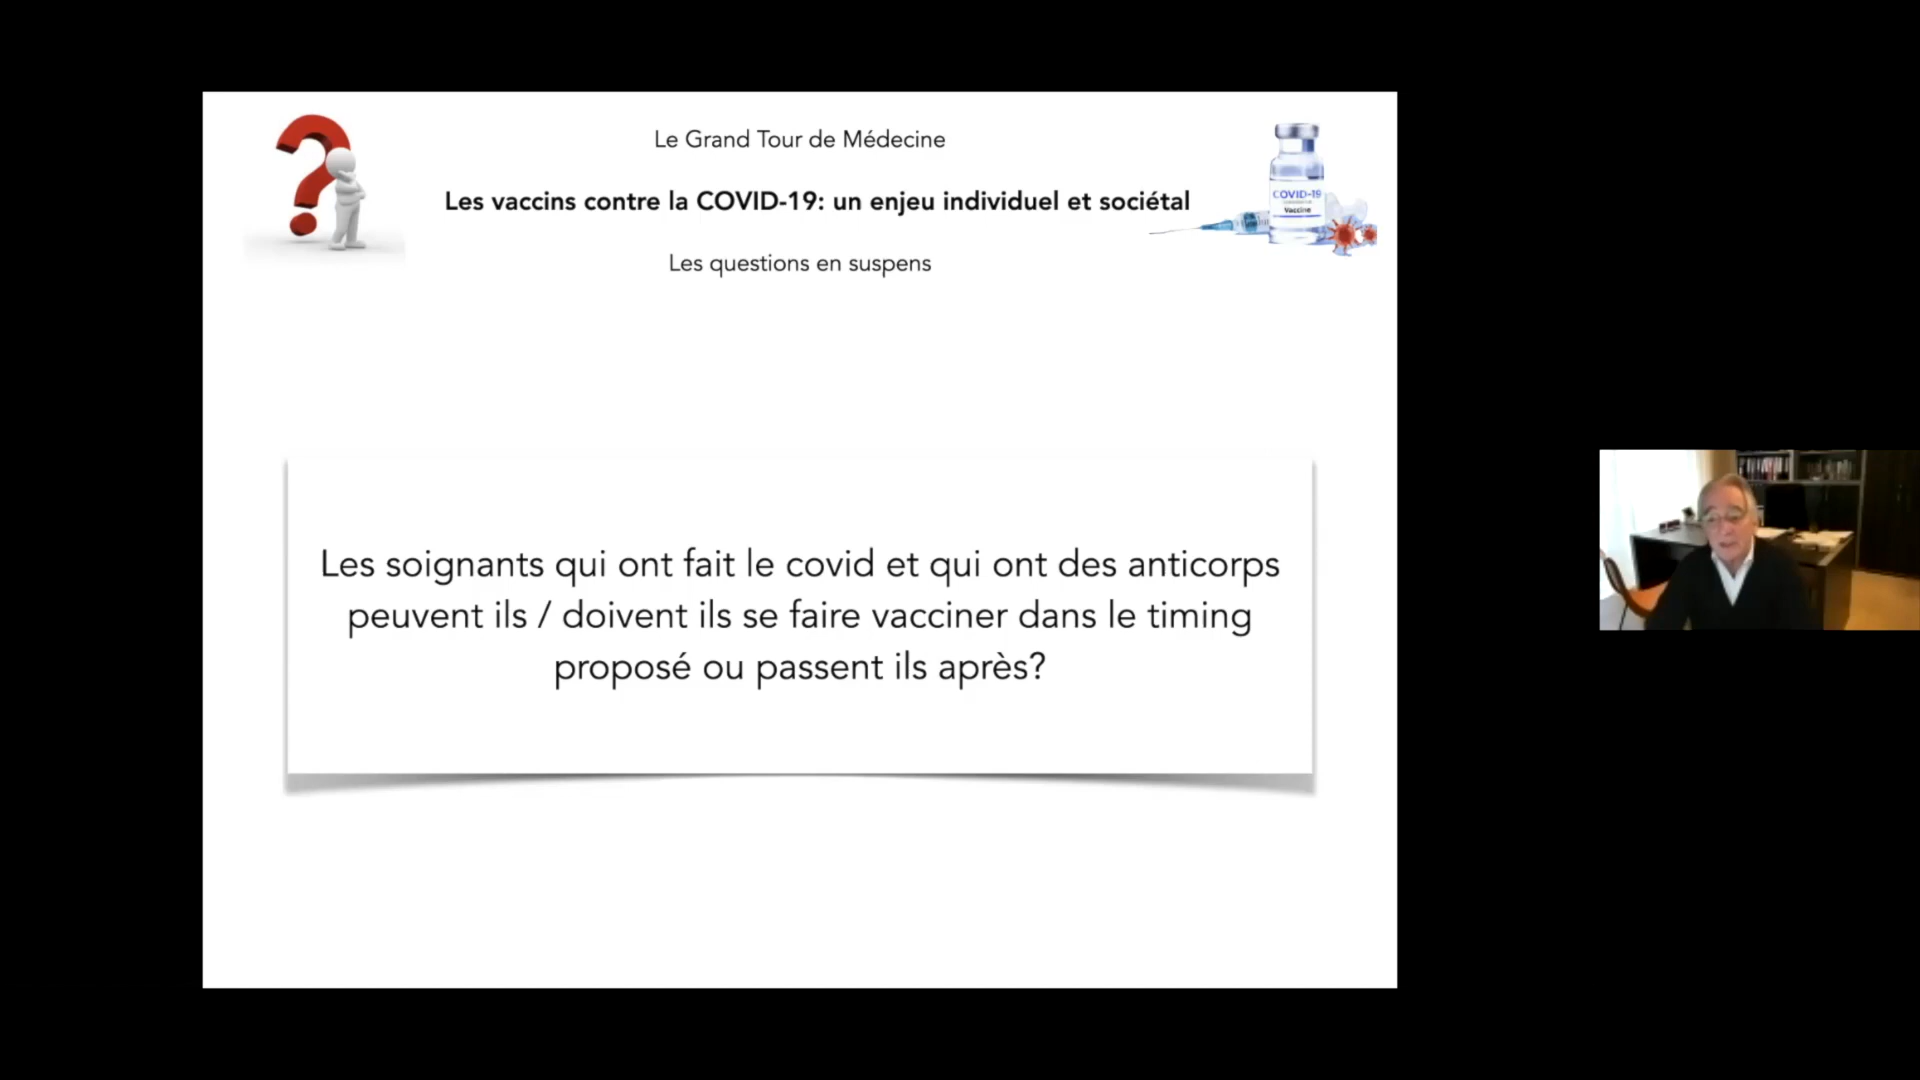 Le Grand Tour de Médecine
Les vaccins contre la COVID-19: un enjeu individuel et sociétal
COVID-19
Vaccine
Les questions en suspens
Les soignants qui ont fait le covid et qui ont des anticorps
peuvent ils / doivent ils se faire vacciner dans le timing
proposé ou passent ils après?